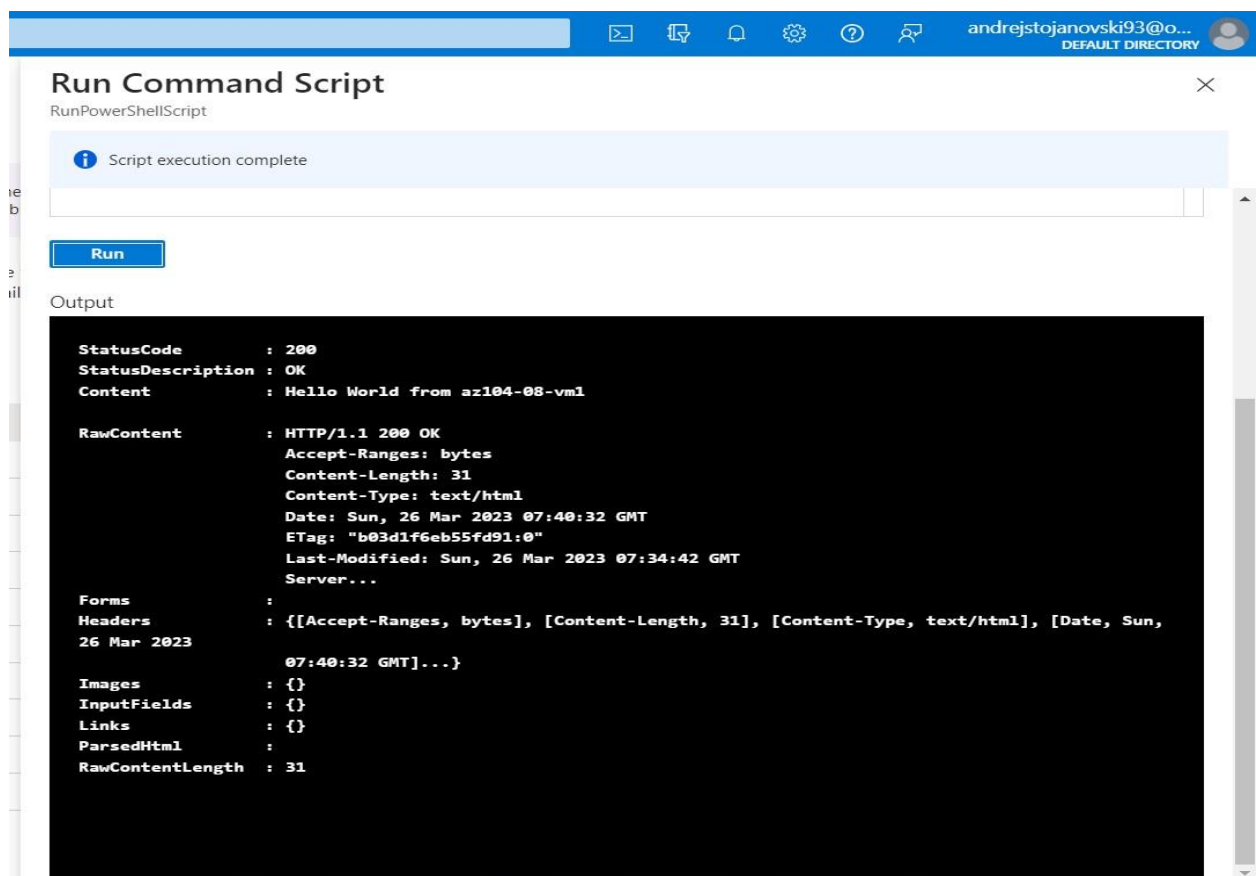 andrejstojanovski93@o...
DEFAULT DIRECTORY
Run Command Script
RunPowerShellScript
Script execution complete
ne
b
Run
e
ail
Output
StatusCode : 200
StatusDescription : OK
Content : Hello World from az104-08-vm1
RawContent : HTTP/1.1 200 OK
Accept-Ranges: bytes
Content-Length: 31
Content-Type: text/html
Date: Sun, 26 Mar 2023 07:40:32 GMT
ETag: "b03d1f6eb55fd91:0"
Last-Modified: Sun, 26 Mar 2023 07:34:42 GMT
Server...
Forms :
Headers : {[Accept-Ranges, bytes], [Content-Length, 31], [Content-Type, text/html], [Date, Sun,
26 Mar 2023
07:40:32 GMT]...}
Images : {}
InputFields : {}
Links : {}
ParsedHtml :
RawContentLength : 31